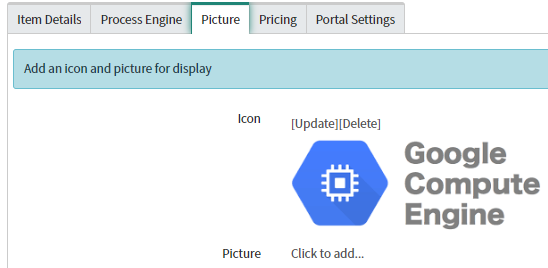 Item Details Process Engine Picture Pricing Portal Settings
Add an icon and picture for display
Icon [Update][Delete]
Google
Compute
Engine
Picture Click to add...